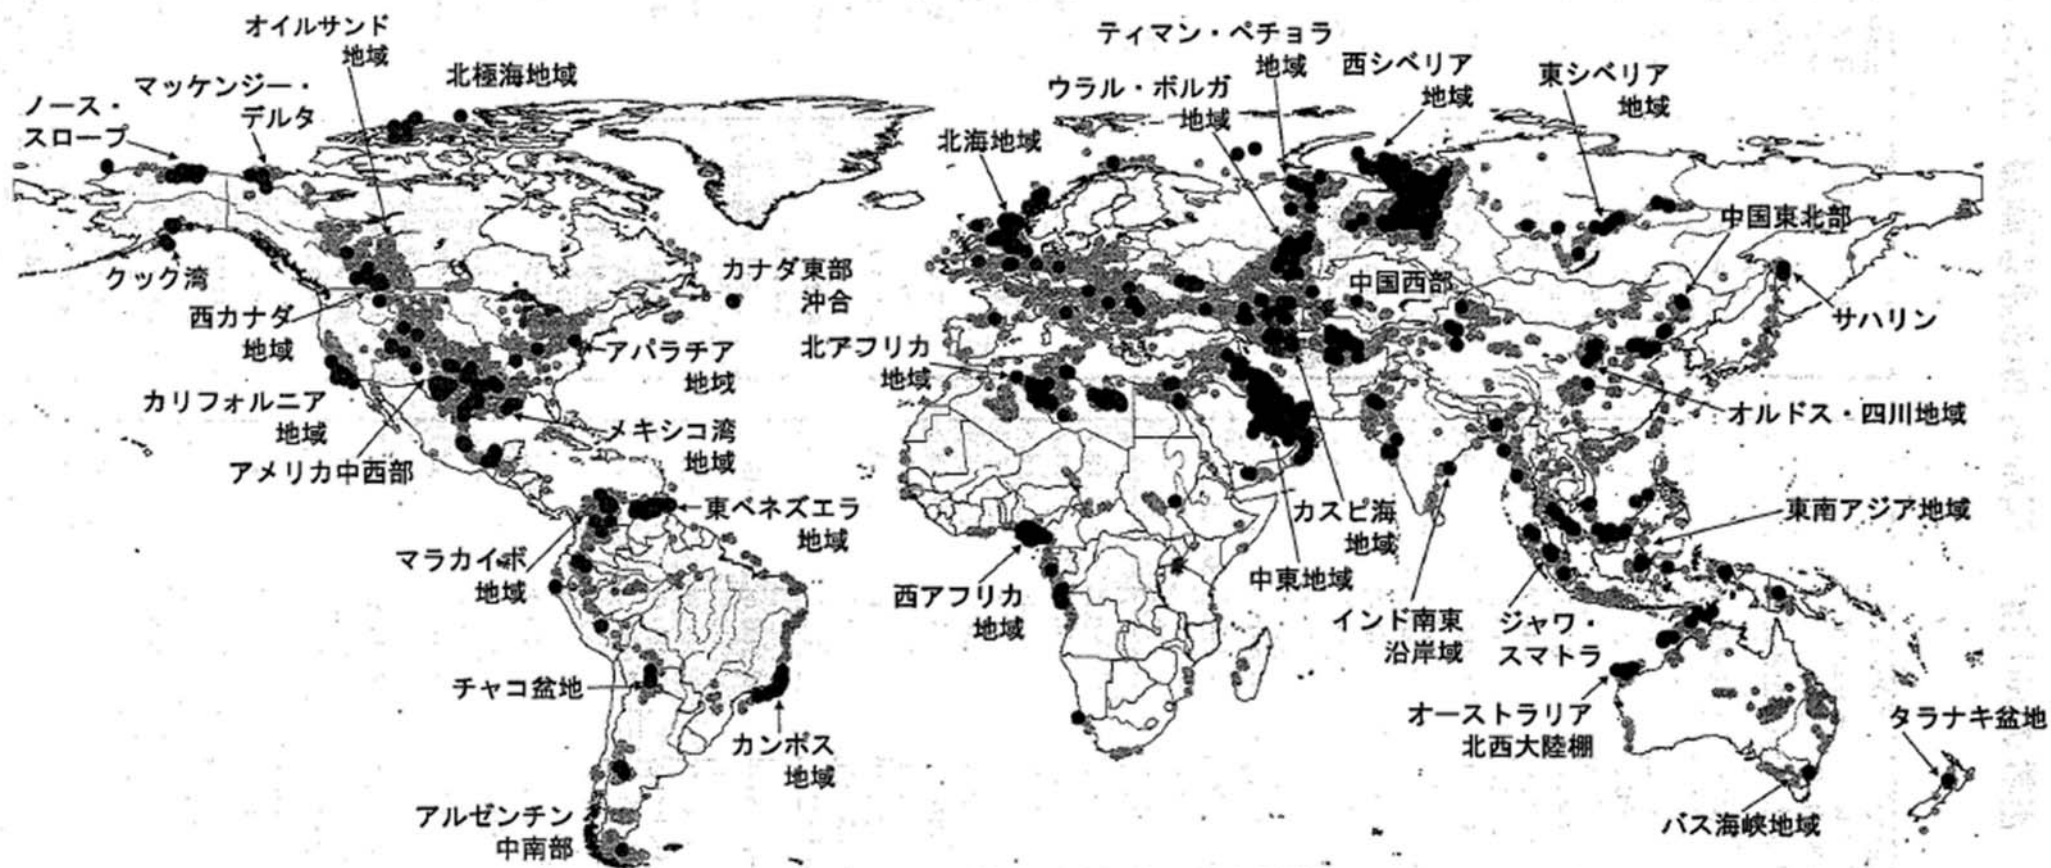 オイルサンド
地域
北極海地域
マッケンジー・
デルタ
ノース・
スロープ
クック湾
西カナダ
地域
カナダ東部
沖合
アパラチア
地域
カリフォルニア
地域
アメリカ中西部
メキシコ湾
地域
東ベネズエラ
地域
マラカイボ
地域
チャコ盆地
カンポス
地域
アルゼンチン
中南部
ティマン・ペチョラ
地域
ウラル・ボルガ
地域
西シベリア
地域
東シベリア
地域
北海地域
中国東北部
中国西部
サハリン
北アフリカ
地域
オルドス・四川地域
カスピ海
地域
中東地域
西アフリカ
地域
東南アジア地域
インド南東
沿岸域
ジャワ・
スマトラ
オーストラリア
北西大陸棚
タラナキ盆地
バス海峡地域